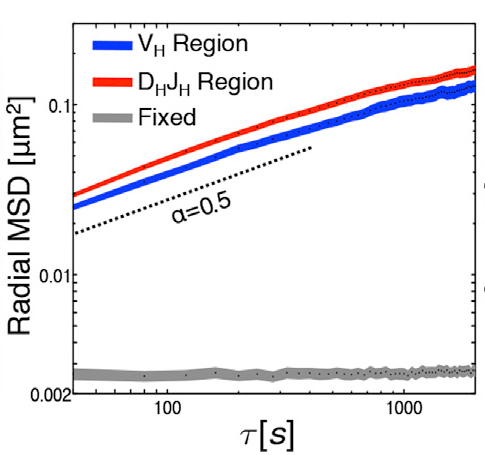 V_H Region
D_HJ_H Region
Fixed
Radial MSD [μm²]
0.1
0.01
0.002
α=0.5
100
1000
τ[s]